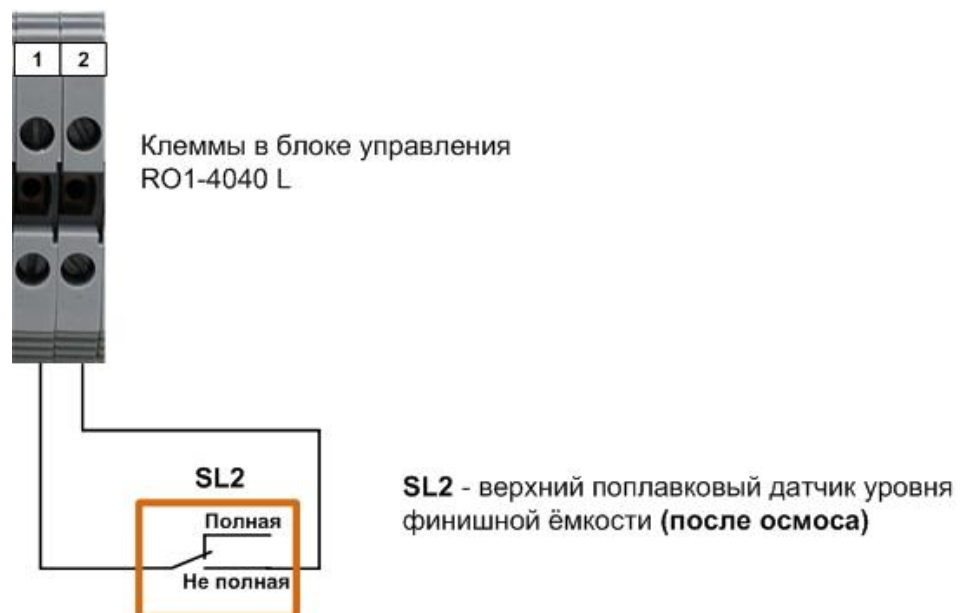 1 2
Клеммы в блоке управления
RO1-4040 L
SL2
Полная
Не полная
SL2 - верхний поплавковый датчик уровня
финишной ёмкости (после осмоса)